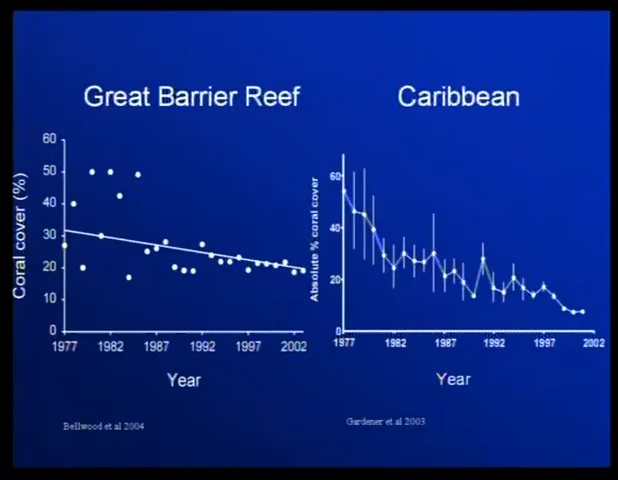 Great Barrier Reef
Caribbean
Coral cover (%)
60
50
40
30
20
10
0
1977 1982 1987 1992 1997 2002
Year
Bellwood et al 2004
Absolute % coral cover
60
40
20
0
1977 1982 1987 1992 1997 2002
Year
Gardener et al 2003